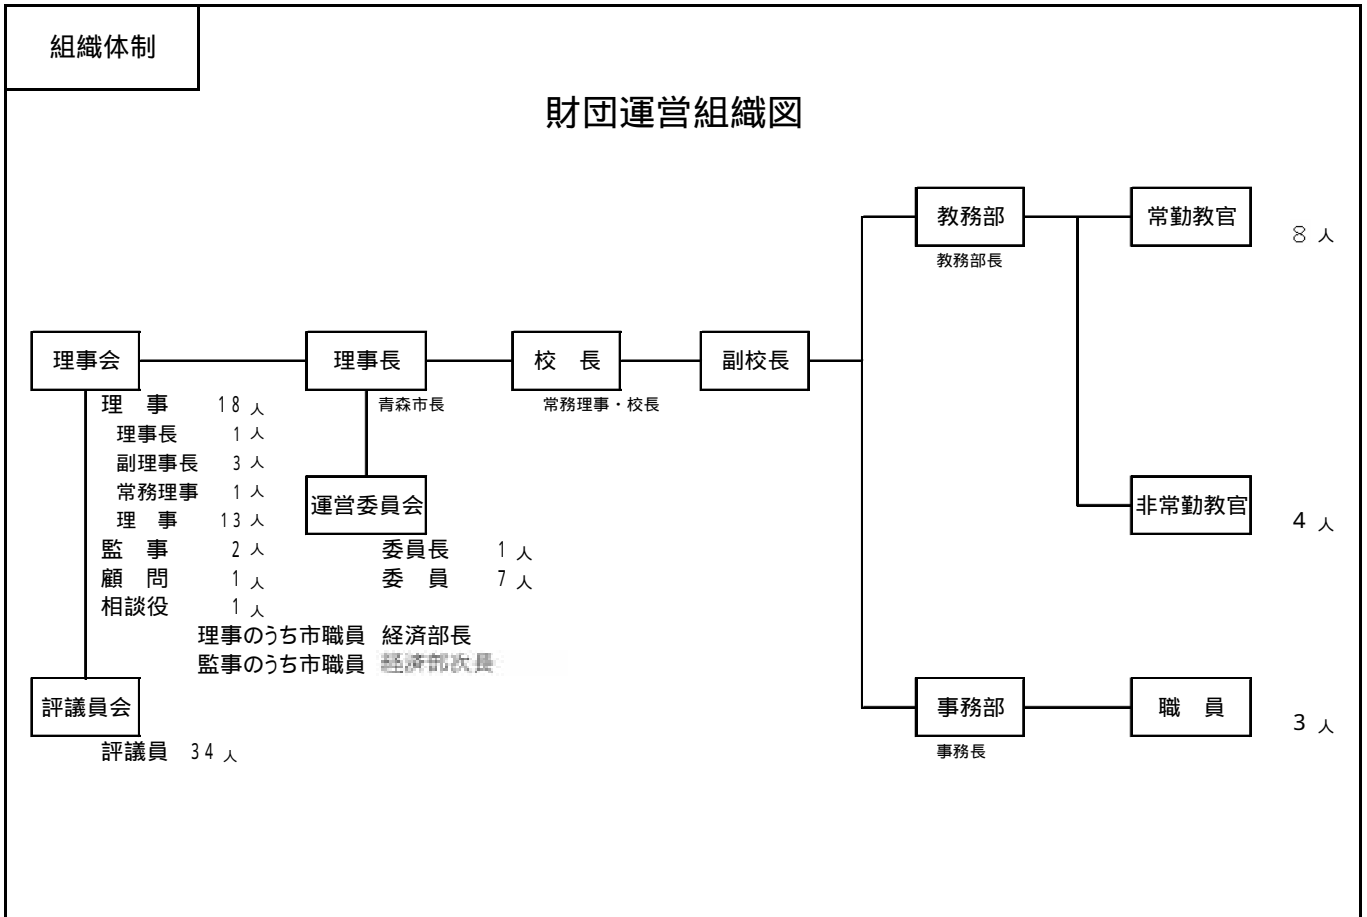 組織体制
財団運営組織図
教務部
教務部長
常勤教官
8 人
理事会
理事長
青森市長
校　長
常務理事・校長
副校長
理　事　18 人
理事長　1 人
副理事長　3 人
常務理事　1 人
理　事　13 人
監　事　2 人
顧　問　1 人
相談役　1 人
運営委員会
委員長　1 人
委　員　7 人
非常勤教官
4 人
理事のうち市職員　経済部長
監事のうち市職員　経済部次長
評議員会
評議員　34 人
事務部
事務長
職　員
3 人